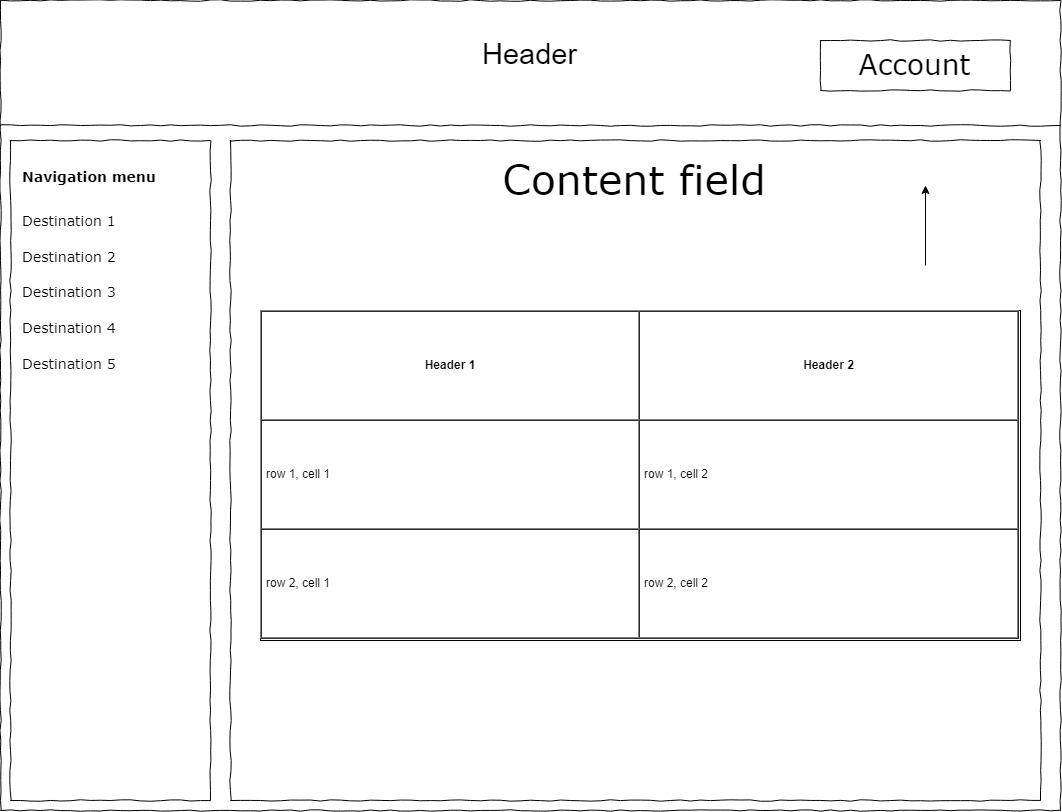 Header
Account
Navigation menu
Destination 1
Destination 2
Destination 3
Destination 4
Destination 5
Content field
Header 1
Header 2
row 1, cell 1
row 1, cell 2
row 2, cell 1
row 2, cell 2